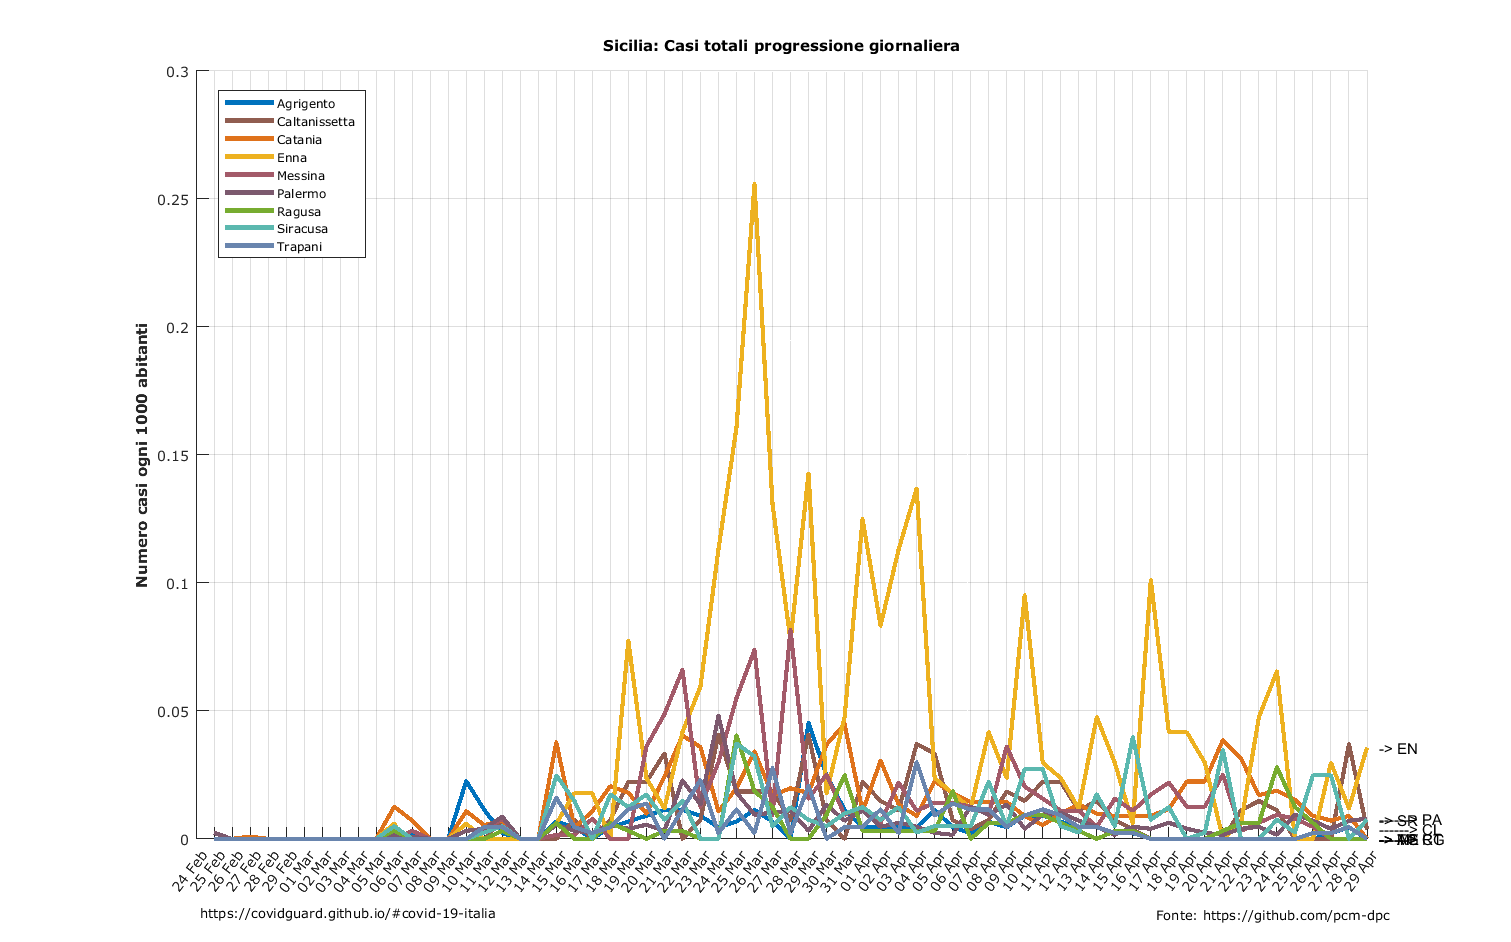 Sicilia: Casi totali progressione giornaliera
Numero casi ogni 1000 abitanti
0.3
0.25
0.2
0.15
0.1
0.05
0
Agrigento
Caltanissetta
Catania
Enna
Messina
Palermo
Ragusa
Siracusa
Trapani
-> EN
PA
24 Feb
25 Feb
26 Feb
27 Feb
28 Feb
29 Feb
01 Mar
02 Mar
03 Mar
04 Mar
05 Mar
06 Mar
07 Mar
08 Mar
09 Mar
10 Mar
11 Mar
12 Mar
13 Mar
14 Mar
15 Mar
16 Mar
17 Mar
18 Mar
19 Mar
20 Mar
21 Mar
22 Mar
23 Mar
24 Mar
25 Mar
26 Mar
27 Mar
28 Mar
29 Mar
30 Mar
31 Mar
01 Apr
02 Apr
03 Apr
04 Apr
05 Apr
06 Apr
07 Apr
08 Apr
09 Apr
10 Apr
11 Apr
12 Apr
13 Apr
14 Apr
15 Apr
16 Apr
17 Apr
18 Apr
19 Apr
20 Apr
21 Apr
22 Apr
23 Apr
24 Apr
25 Apr
26 Apr
27 Apr
28 Apr
29 Apr
https://covidguard.github.io/#covid-19-italia
Fonte: https://github.com/pcm-dpc